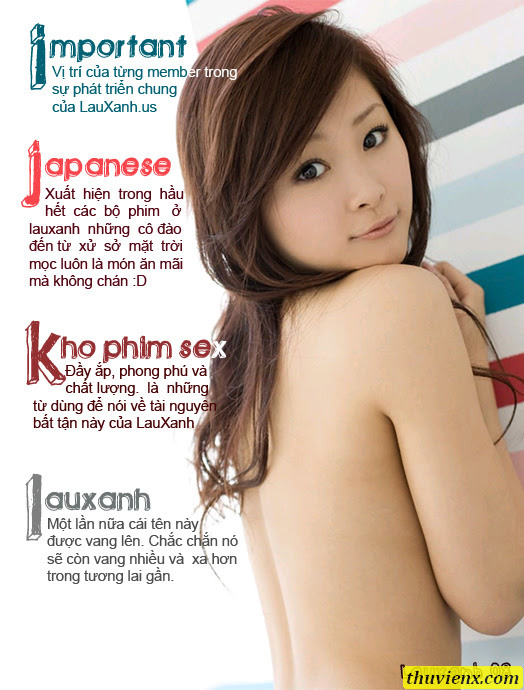 important
Vị trí của từng member trong
sự phát triển chung
của LauXanh.us
japanese
Xuất hiện trong hầu
hết các bộ phim ở
lauxanh những cô đào
đến từ xử sở mặt trời
mọc luôn là món ăn mãi
mà không chán :D
Kho phim sex
Đầy ắp, phong phú và
chất lượng. là những
từ dùng để nói về tài nguyên
bất tận này của LauXanh
lauxanh
Một lần nữa cái tên này
được vang lên. Chắc chắn nó
sẽ còn vang nhiều và xa hơn
trong tương lai gần.
thuvienx.com